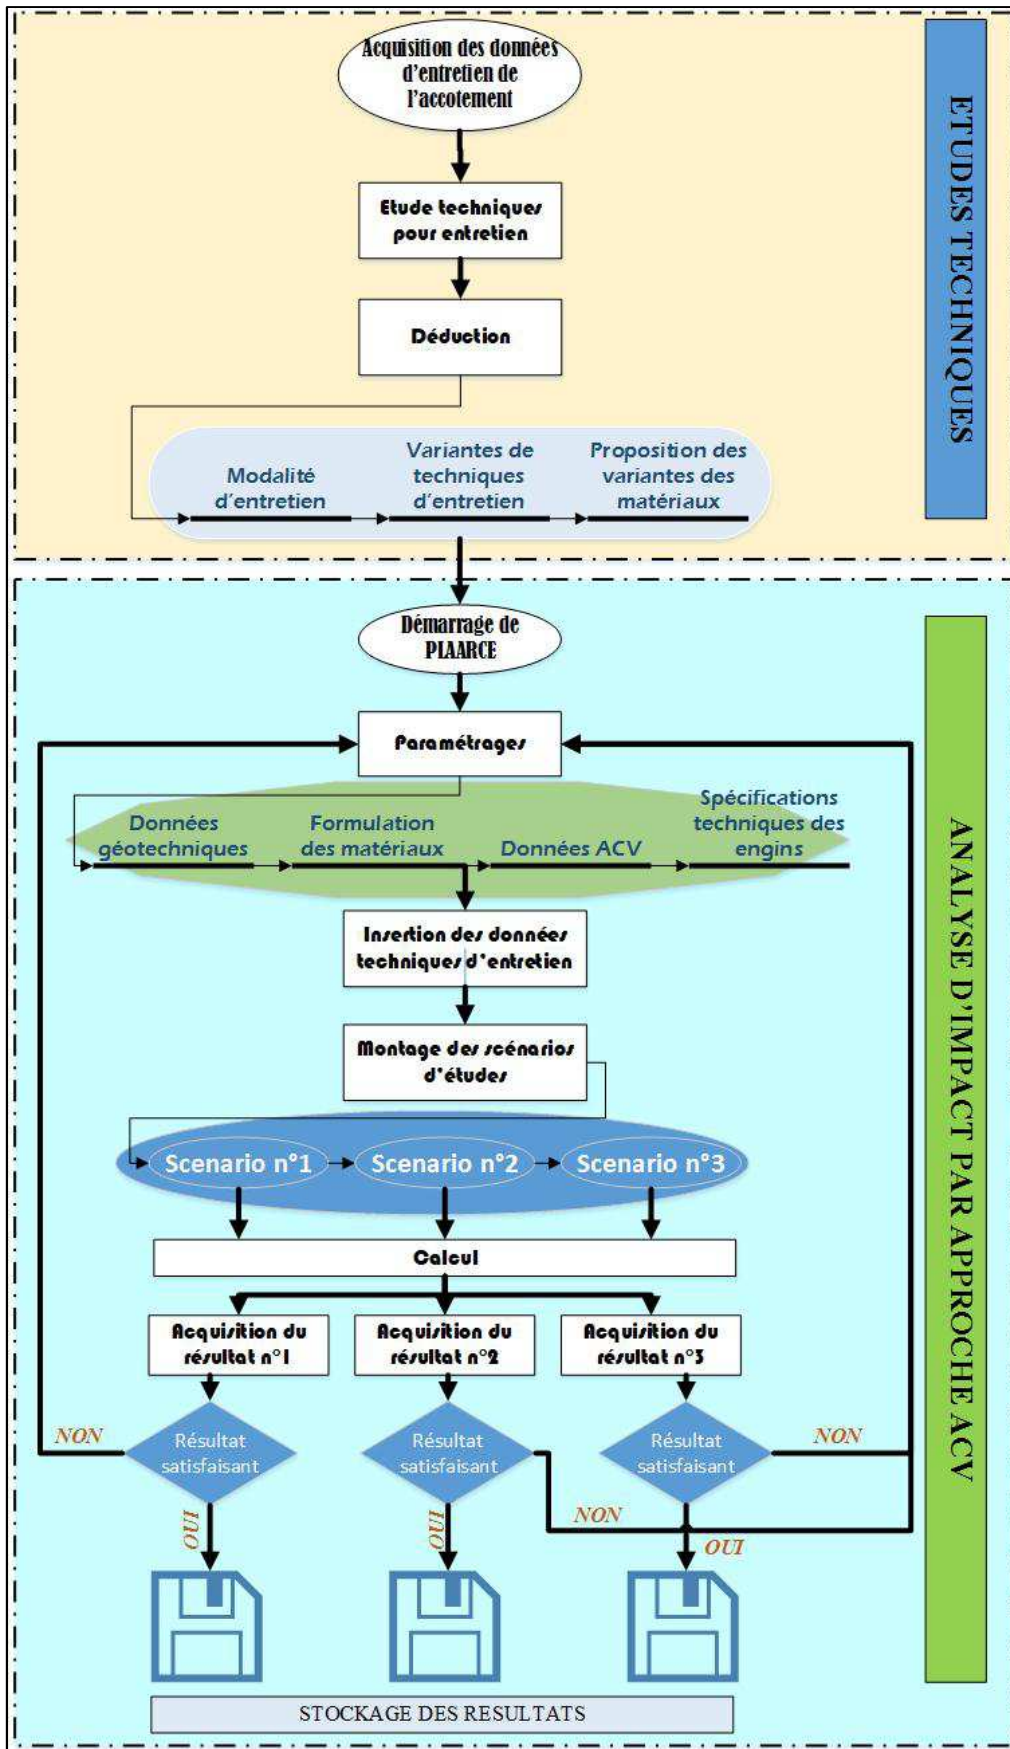 Acquisition des données
d'entretien de
l'accotement
ETUDES TECHNIQUES
Etude techniques
pour entretien
Déduction
Modalité
d'entretien
Variantes de
techniques
d'entretien
Proposition des
variantes des
matériaux
Démarrage de
PLAARCE
ANALYSE D'IMPACT PAR APPROCHE ACV
Paramétrages
Données
géotechniques
Formulation
des matériaux
Données ACV
Spécifications
techniques des
engins
Insertion des données
techniques d'entretien
Montage des scénarios
d'études
Scenario n°1
Scenario n°2
Scenario n°3
Calcul
Acquisition du
résultat n°1
Acquisition du
résultat n°2
Acquisition du
résultat n°3
NON
Résultat
satisfaisant
Résultat
satisfaisant
Résultat
satisfaisant
NON
NON
OUI
OUI
OUI
STOCKAGE DES RESULTATS